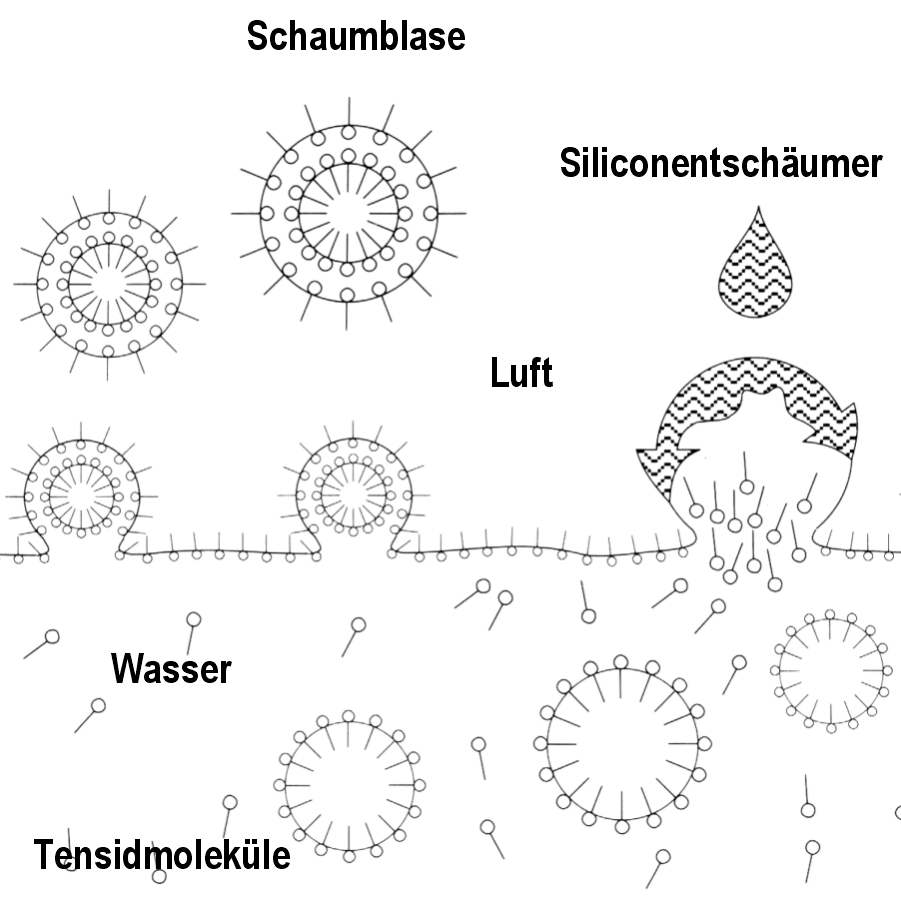 Schaumblase
Siliconentschäumer
Luft
Wasser
Tensidmoleküle